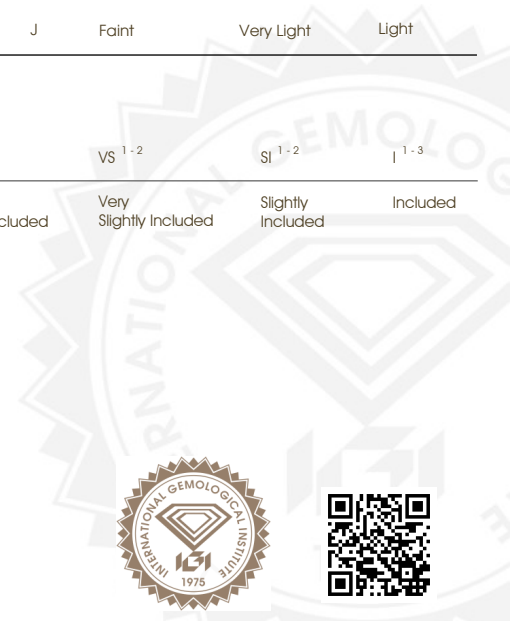 J Faint Very Light Light
VS 1 - 2 SI 1 - 2 I 1 - 3
Very Slightly Included
cluded Slightly Included Included
INTERNATIONAL GEMOLOGICAL INSTITUTE
IGI
1975